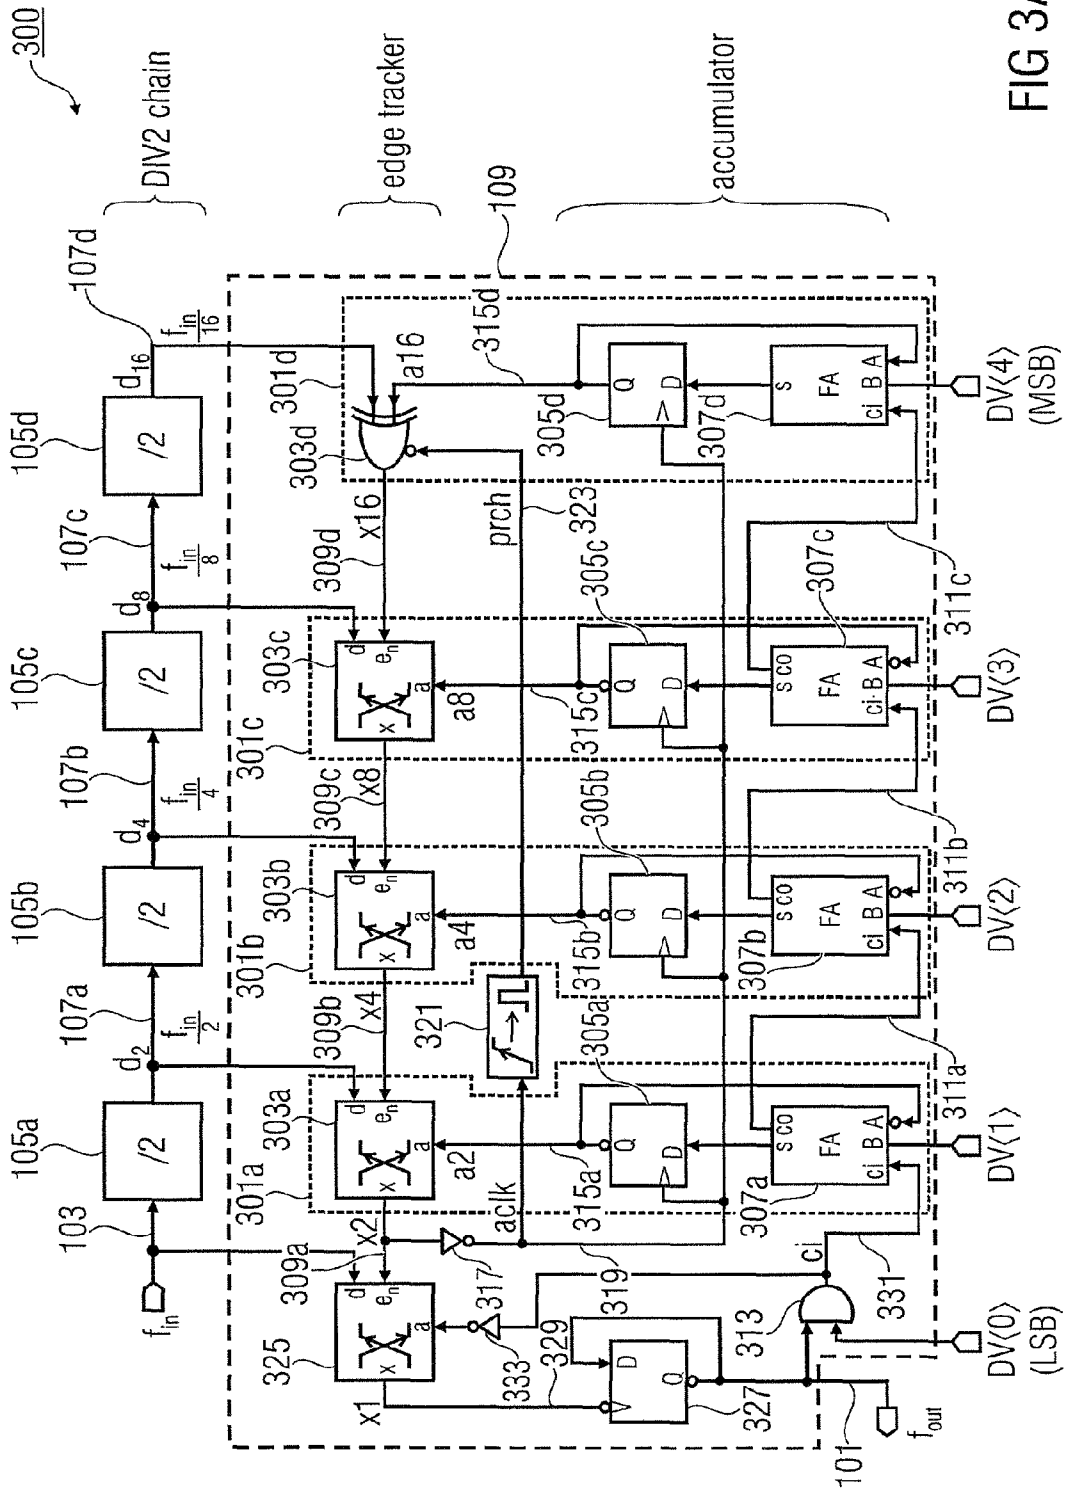 300
DIV2 chain
edge tracker
accumulator
FIG 3A
103
105a
107a
105b
107b
105c
107c
105d
107d
/2
/2
/2
/2
f_in
d_2
f_in/2
d_4
f_in/4
d_8
f_in/8
d_16
f_in/16
109
325
309a
301a
303a
309b
301b
303b
309c
301c
303c
309d
303d
301d
d
e_n
x
a
d
e_n
x
a
d
e_n
x
a
d
e_n
x
a
x1
x2
x4
x8
x16
a2
a4
a8
a16
317
aclk
321
prch
323
333
329
319
315a
305a
315b
305b
315c
305c
305d
315d
D
Q
Q
D
Q
D
Q
D
Q
D
327
313
ci
331
307a
307b
307c
307d
s co
FA
ci B A
s co
FA
ci B A
s co
FA
ci B A
s
FA
ci B A
311a
311b
311c
101
f_out
DV⟨0⟩
(LSB)
DV⟨1⟩
DV⟨2⟩
DV⟨3⟩
DV⟨4⟩
(MSB)